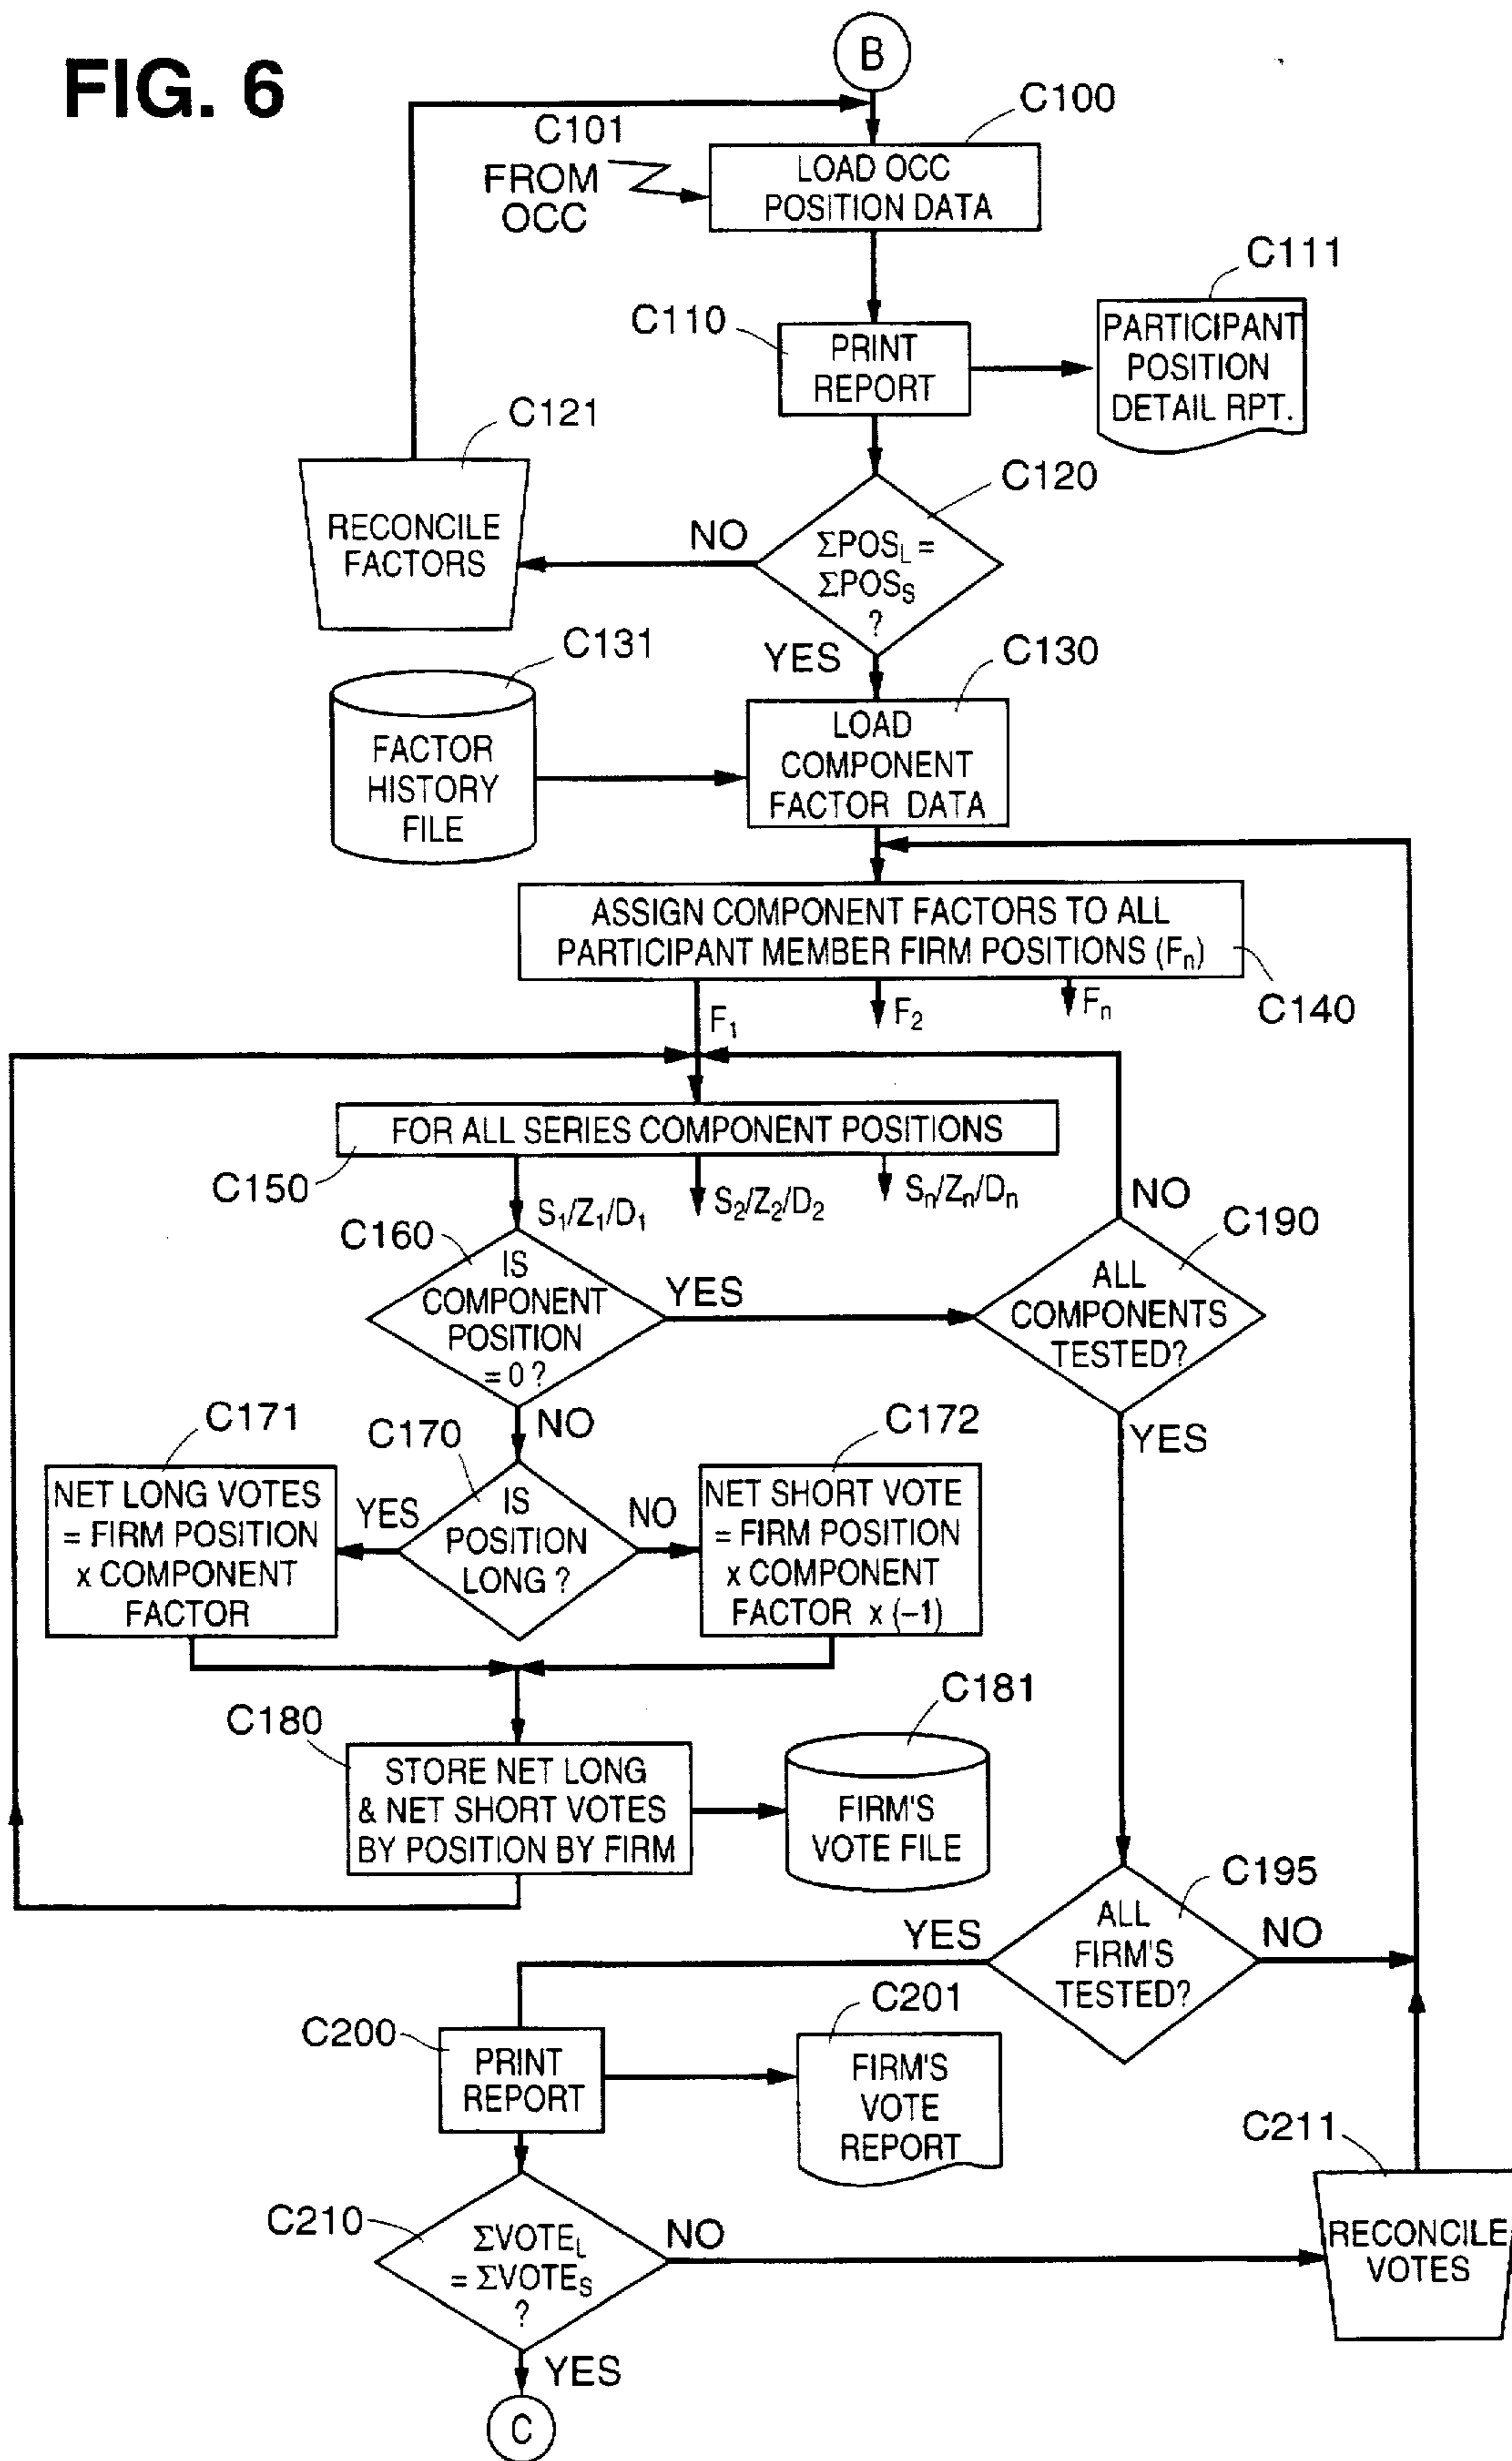 FIG. 6
B
C100
C101
FROM
OCC
LOAD OCC
POSITION DATA
C111
C110
PRINT
REPORT
PARTICIPANT
POSITION
DETAIL RPT.
C121
C120
RECONCILE
FACTORS
NO
ΣPOS_L =
ΣPOS_S
?
YES
C131
C130
FACTOR
HISTORY
FILE
LOAD
COMPONENT
FACTOR DATA
ASSIGN COMPONENT FACTORS TO ALL
PARTICIPANT MEMBER FIRM POSITIONS (Fn)
C140
F1
F2
Fn
FOR ALL SERIES COMPONENT POSITIONS
C150
S1/Z1/D1
S2/Z2/D2
Sn/Zn/Dn
NO
C160
C190
IS
COMPONENT
POSITION
= 0 ?
YES
ALL
COMPONENTS
TESTED?
C171
NO
C170
C172
YES
NET LONG VOTES
= FIRM POSITION
x COMPONENT
FACTOR
YES
IS
POSITION
LONG ?
NO
NET SHORT VOTE
= FIRM POSITION
x COMPONENT
FACTOR x (–1)
C180
C181
STORE NET LONG
& NET SHORT VOTES
BY POSITION BY FIRM
FIRM'S
VOTE FILE
C195
YES
ALL
FIRM'S
TESTED?
NO
C200
C201
PRINT
REPORT
FIRM'S
VOTE
REPORT
C211
C210
ΣVOTE_L
= ΣVOTE_S
?
NO
RECONCILE
VOTES
YES
C